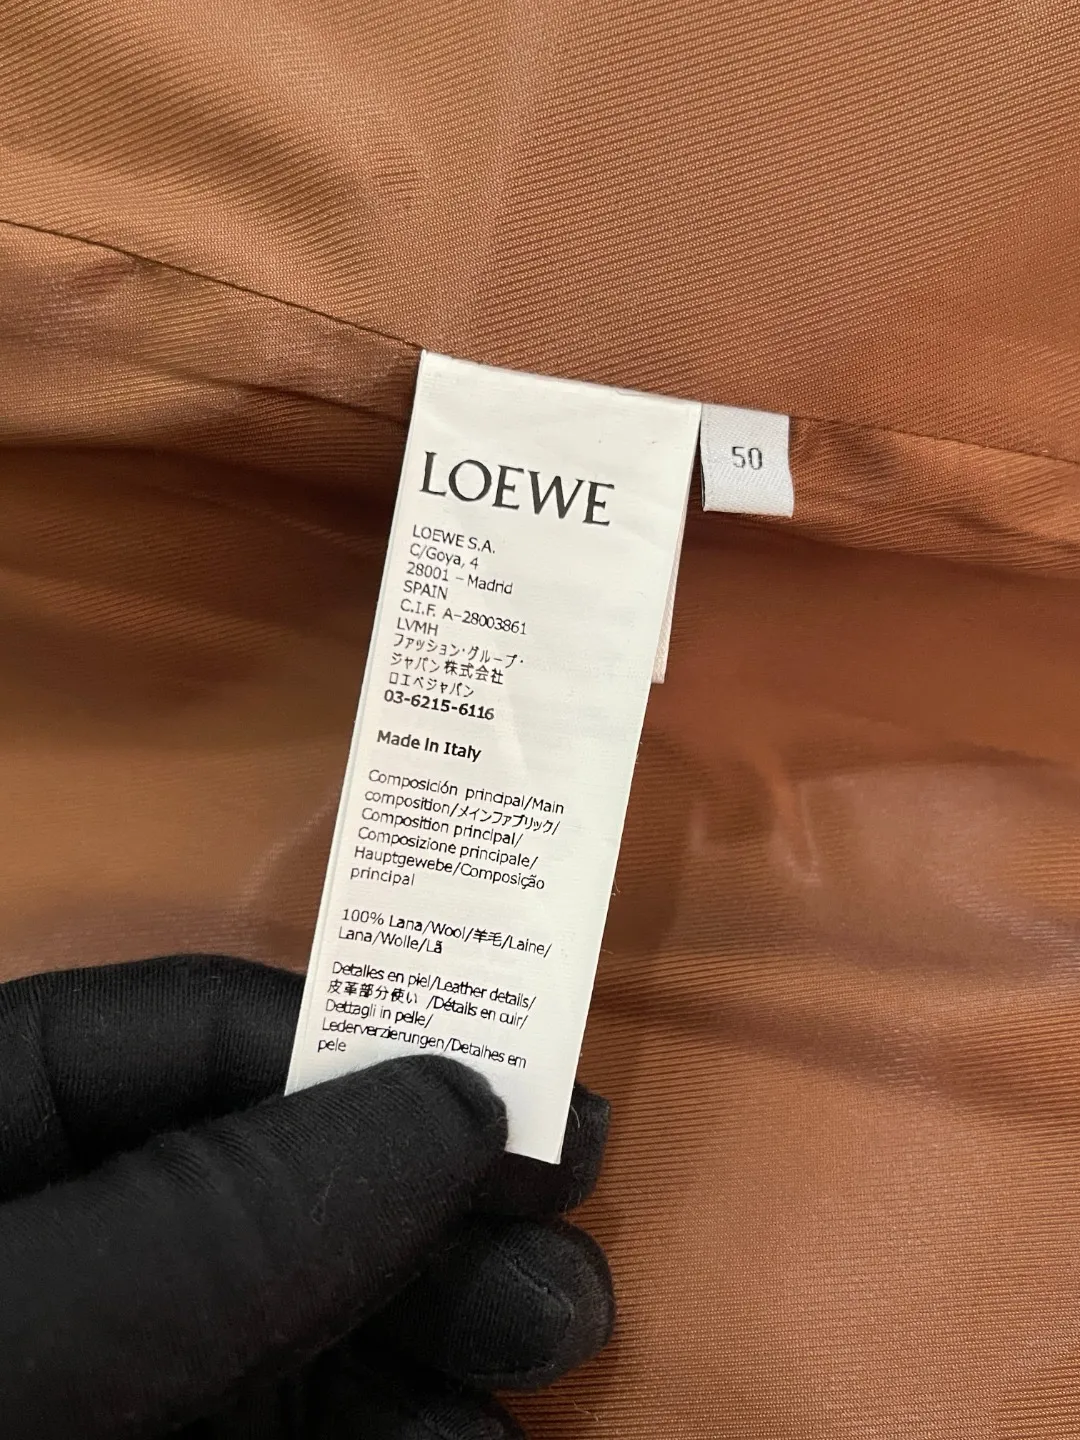 LOEWE
50
LOEWE S.A.
C/Goya, 4
28001 – Madrid
SPAIN
C.I.F. A-28003861
LVMH
ファッション・グループ・
ジャパン株式会社
ロエベジャパン
03-6215-6116
Made in Italy
Composición principal/Main
composition/メインファブリック/
Composition principal/
Composizione principale/
Hauptgewebe/Composição
principal
100% Lana/Wool/羊毛/Laine/
Lana/Wolle/Lã
Detalles en piel/Leather details/
皮革部分使い /Détails en cuir/
Dettagli in pelle/
Lederverzierungen/Detalhes em
pele